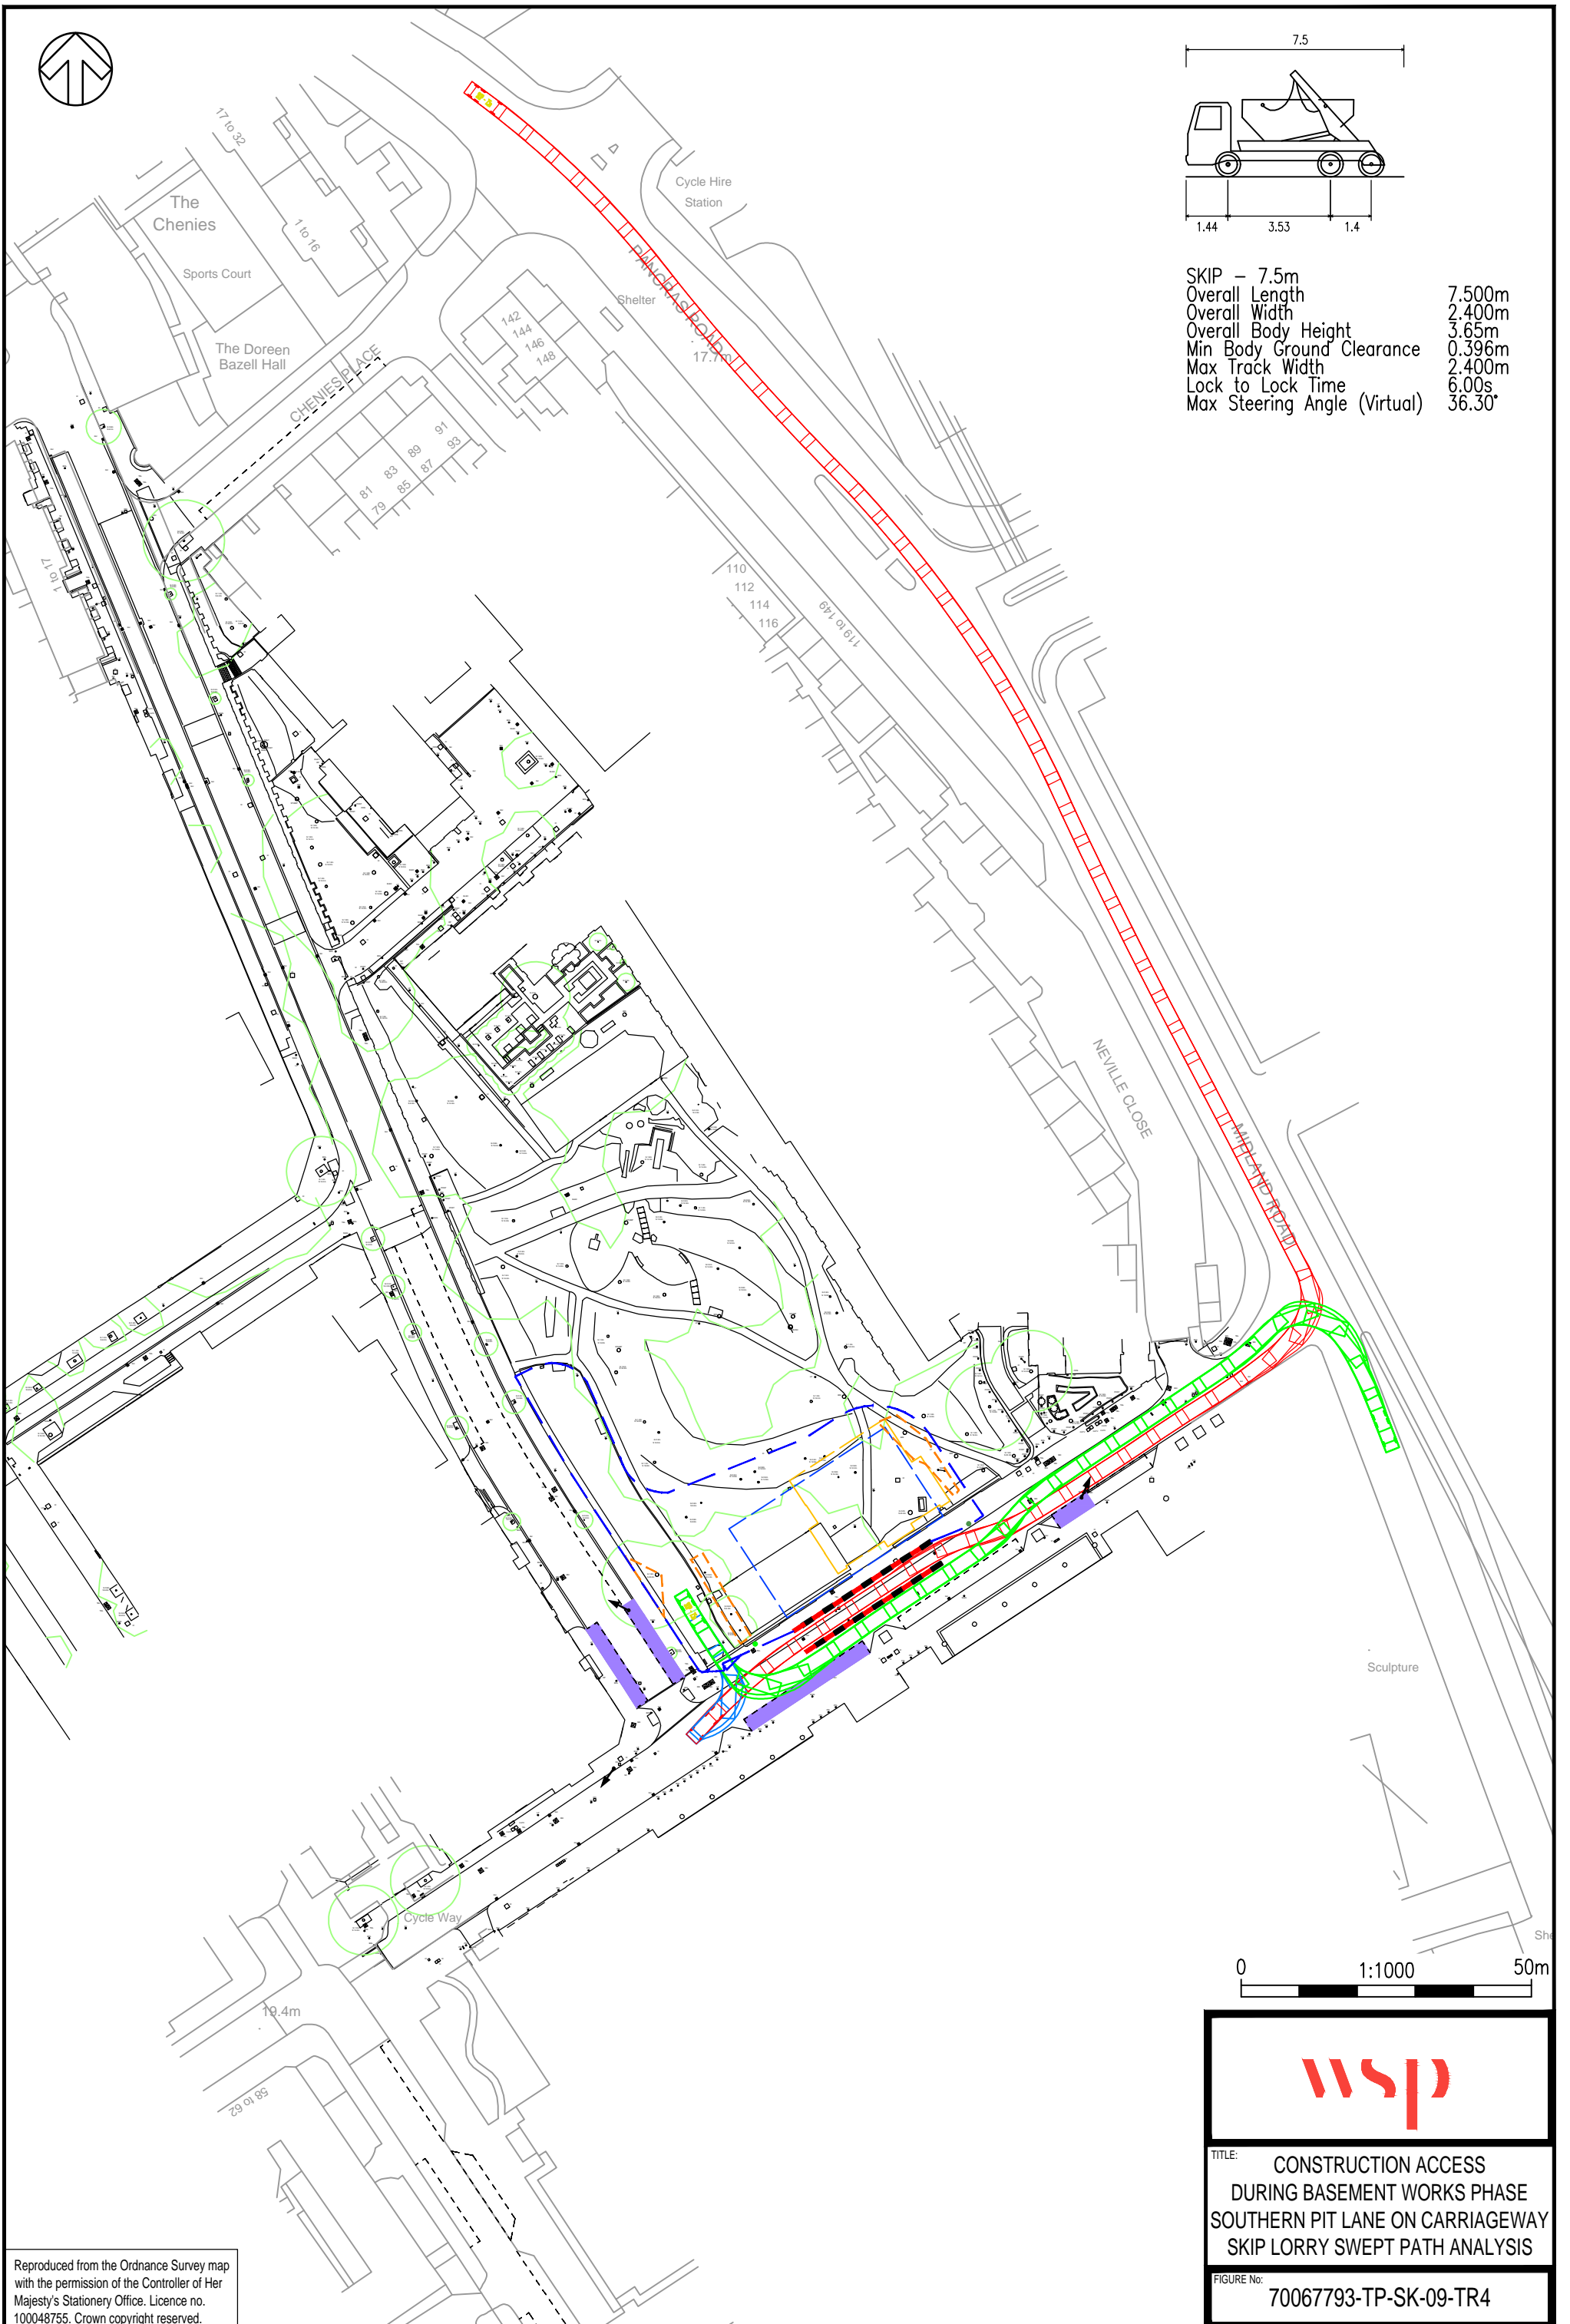 7.5
1.44 3.53 1.4
SKIP – 7.5m
Overall Length 7.500m
Overall Width 2.400m
Overall Body Height 3.65m
Min Body Ground Clearance 0.396m
Max Track Width 2.400m
Lock to Lock Time 6.00s
Max Steering Angle (Virtual) 36.30°
17 to 32
The
Chenies
1 to 16
Sports Court
Cycle Hire
Station
PANCRAS ROAD
Shelter
17.7m
142
144
146
148
The Doreen
Bazell Hall
CHENIES PLACE
91
93
89
87
83
85
81
79
1 to 17
110
112
114
116
119 to 149
NEVILLE CLOSE
MIDLAND ROAD
Sculpture
Cycle Way
19.4m
58 to 62
She
0 1:1000 50m
wsp
TITLE:
CONSTRUCTION ACCESS
DURING BASEMENT WORKS PHASE
SOUTHERN PIT LANE ON CARRIAGEWAY
SKIP LORRY SWEPT PATH ANALYSIS
FIGURE No:
70067793-TP-SK-09-TR4
Reproduced from the Ordnance Survey map
with the permission of the Controller of Her
Majesty's Stationery Office. Licence no.
100048755. Crown copyright reserved.